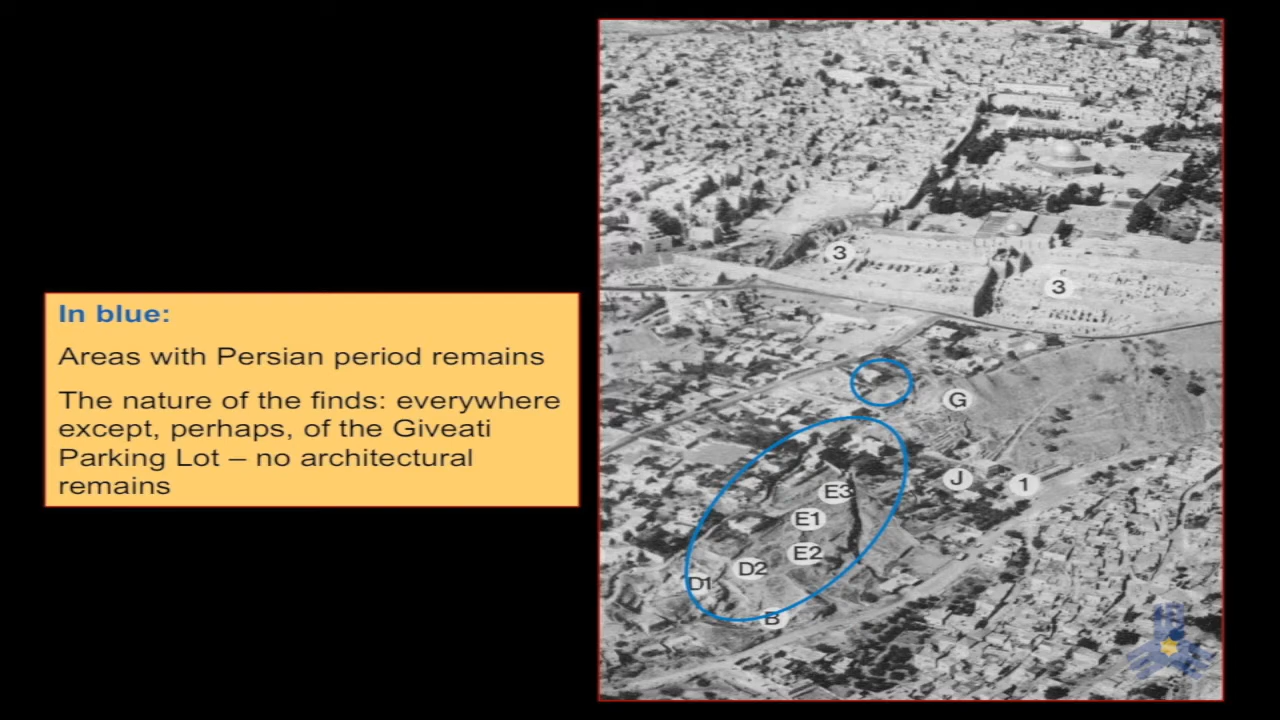 In blue:
Areas with Persian period remains
The nature of the finds: everywhere
except, perhaps, of the Giveati
Parking Lot – no architectural
remains
3
3
G
J
1
E3
E1
E2
D2
D1
B